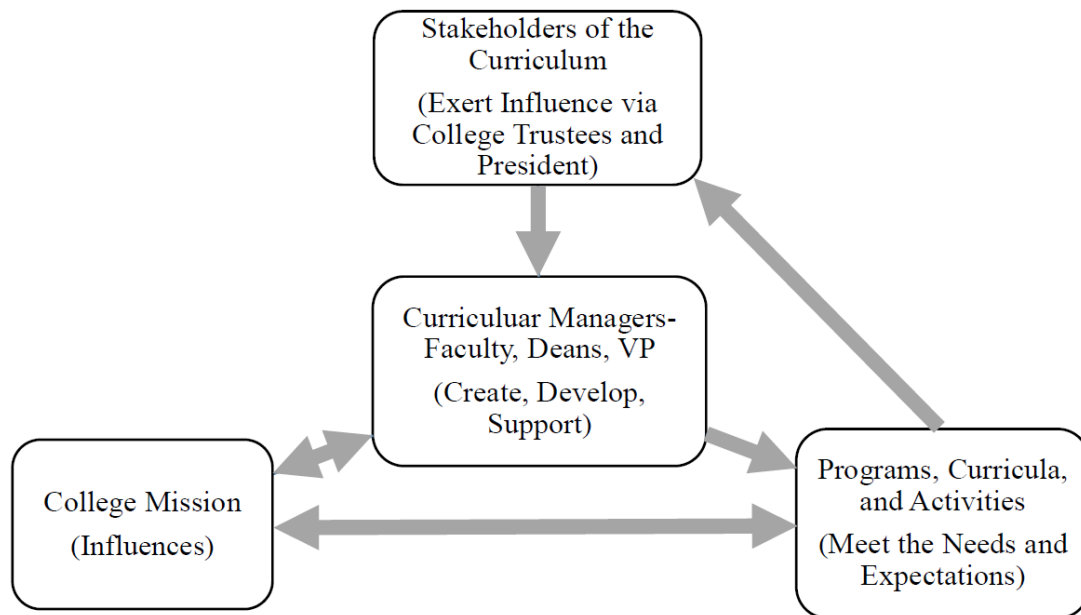 Stakeholders of the
Curriculum
(Exert Influence via
College Trustees and
President)
Curriculuar Managers-
Faculty, Deans, VP
(Create, Develop,
Support)
College Mission
(Influences)
Programs, Curricula,
and Activities
(Meet the Needs and
Expectations)